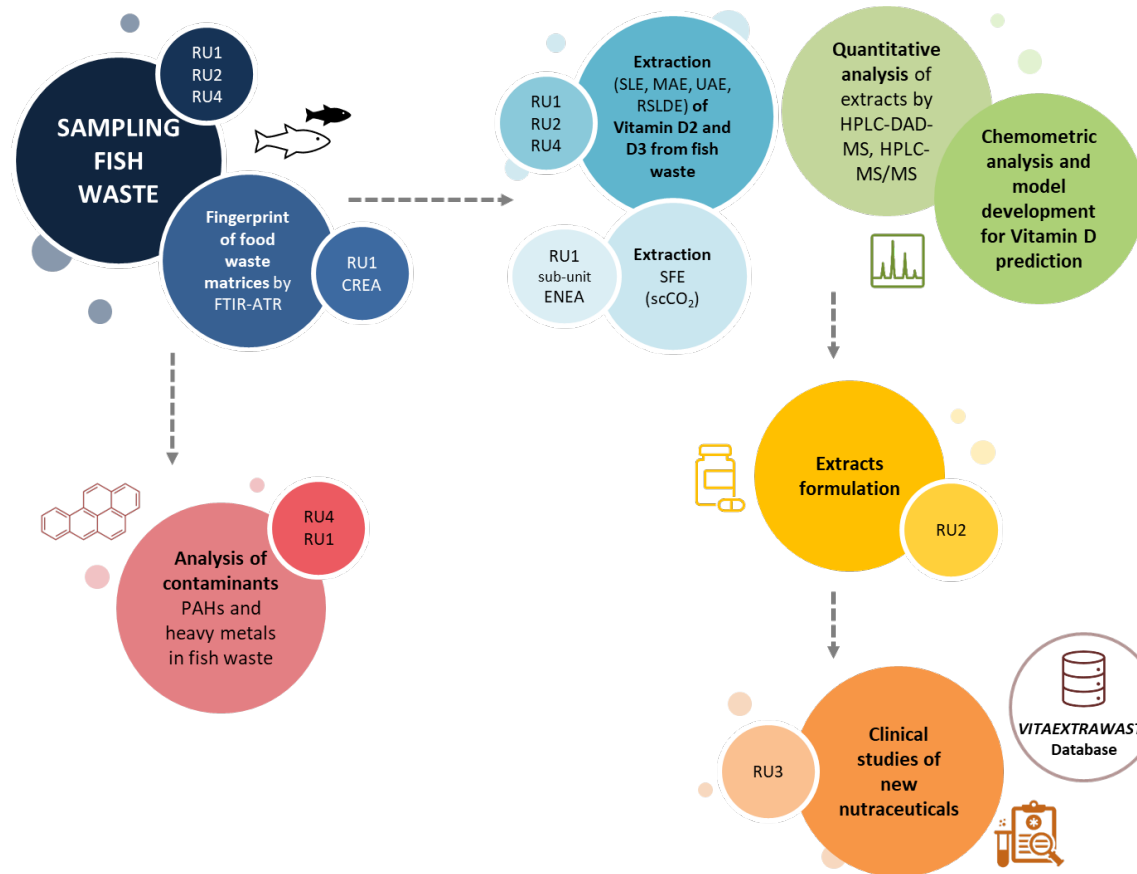 RU1
RU2
RU4
SAMPLING
FISH
WASTE
Fingerprint
of food
waste
matrices by
FTIR-ATR
RU1
CREA
RU1
RU2
RU4
Extraction
(SLE, MAE, UAE,
RSLDE) of
Vitamin D2 and
D3 from fish
waste
RU1
sub-unit
ENEA
Extraction
SFE
(scCO₂)
Quantitative
analysis of
extracts by
HPLC-DAD-
MS, HPLC-
MS/MS
Chemometric
analysis and
model
development
for Vitamin D
prediction
RU4
RU1
Analysis of
contaminants
PAHs and
heavy metals
in fish waste
Extracts
formulation
RU2
RU3
Clinical
studies of
new
nutraceuticals
VITAEXTRAWAST
Database